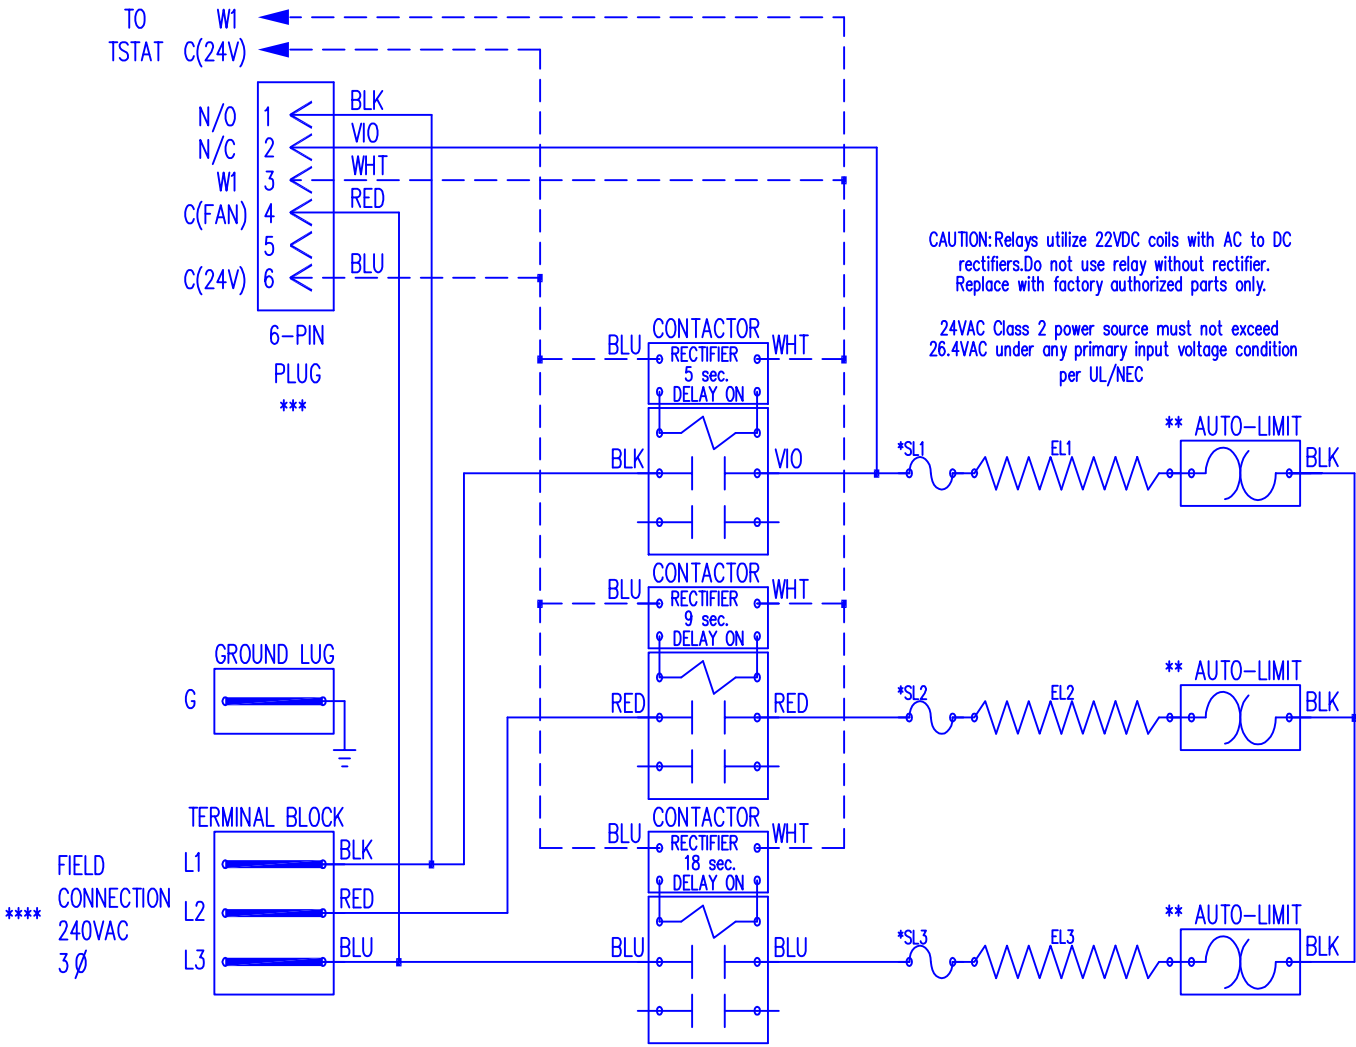 TO W1
TSTAT C(24V)
N/O 1 BLK
N/C 2 VIO
W1 3 WHT
C(FAN) 4 RED
5
C(24V) 6 BLU
6-PIN
PLUG
***
CAUTION: Relays utilize 22VDC coils with AC to DC
rectifiers.Do not use relay without rectifier.
Replace with factory authorized parts only.
24VAC Class 2 power source must not exceed
26.4VAC under any primary input voltage condition
per UL/NEC
CONTACTOR
BLU RECTIFIER WHT
5 sec.
DELAY ON
BLK VIO
*SL1 EL1
** AUTO-LIMIT
BLK
CONTACTOR
BLU RECTIFIER WHT
9 sec.
DELAY ON
RED RED
*SL2 EL2
** AUTO-LIMIT
BLK
GROUND LUG
G
CONTACTOR
BLU RECTIFIER WHT
18 sec.
DELAY ON
BLU BLU
*SL3 EL3
** AUTO-LIMIT
BLK
TERMINAL BLOCK
L1 BLK
L2 RED
L3 BLU
FIELD
CONNECTION
**** 240VAC
3 Ø